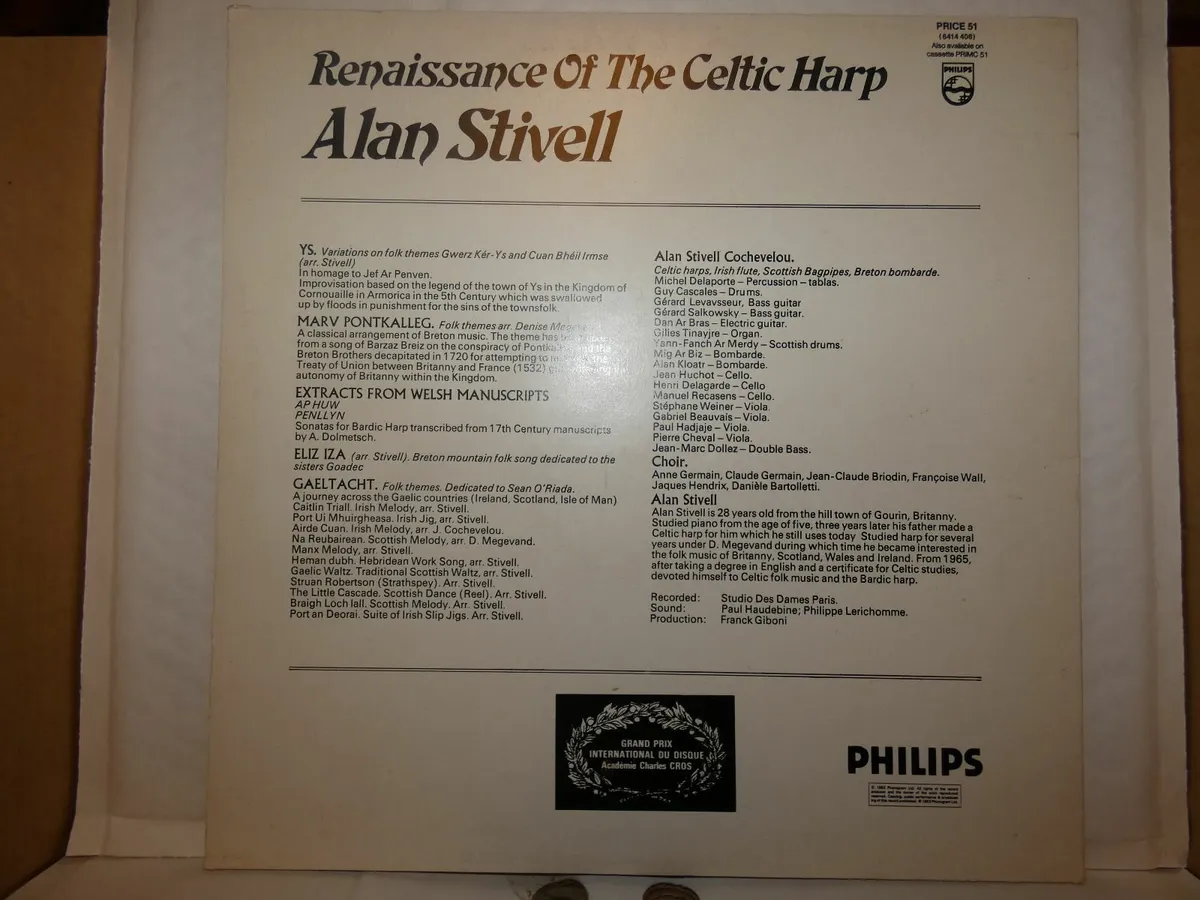 PRICE 51
(6414 406)
Also available on
cassette PRIMC 51
PHILIPS
Renaissance Of The Celtic Harp
Alan Stivell
YS. Variations on folk themes Gwerz Kér-Ys and Cuan Bhéil Irmse
(arr. Stivell)
In homage to Jef Ar Penven.
Improvisation based on the legend of the town of Ys in the Kingdom of
Cornouaille in Armorica in the 5th Century which was swallowed
up by floods in punishment for the sins of the townsfolk.
MARV PONTKALLEG. Folk themes arr. Denise
A classical arrangement of Breton music. The theme has
from a song of Barzaz Breiz on the conspiracy of
Breton Brothers decapitated in 1720 for attempting to
Treaty of Union between Brittany and France (1532)
autonomy of Britanny within the Kingdom.
EXTRACTS FROM WELSH MANUSCRIPTS
AP HUW
PENLLYN
Sonatas for Bardic Harp transcribed from 17th Century manuscripts
by A. Dolmetsch.
ELIZ IZA (arr. Stivell). Breton mountain folk song dedicated to the
sisters Goadec
GAELTACHT. Folk themes. Dedicated to Sean O'Riada.
A journey across the Gaelic countries (Ireland, Scotland, Isle of Man)
Caitlin Triall. Irish Melody, arr. Stivell.
Port Ui Mhuirgheasa. Irish Jig, arr. Stivell.
Airde Cuan. Irish Melody, arr. J. Cochevelou.
Na Reubairean. Scottish Melody, arr. D. Megevand.
Manx Melody, arr. Stivell.
Heman dubh. Hebridean Work Song, arr. Stivell.
Gaelic Waltz. Traditional Scottish Waltz, arr. Stivell.
Struan Robertson (Strathspey). Arr. Stivell.
The Little Cascade. Scottish Dance (Reel). Arr. Stivell.
Braigh Loch Iall. Scottish Melody. Arr. Stivell.
Port an Deorai. Suite of Irish Slip Jigs. Arr. Stivell.
Alan Stivell Cochevelou.
Celtic harps, Irish flute, Scottish Bagpipes, Breton bombarde.
Michel Delaporte – Percussion – tablas.
Guy Cascales – Drums.
Gérard Levavsseur, Bass guitar
Gérard Salkowsky – Bass guitar.
Dan Ar Bras – Electric guitar.
Gilles Tinayjre – Organ.
Yann-Fanch Ar Merdy – Scottish drums.
Mig Ar Biz – Bombarde.
Alan Kloatr – Bombarde.
Jean Huchot – Cello.
Henri Delagarde – Cello
Manuel Recasens – Cello.
Stéphane Weiner – Viola.
Gabriel Beauvais – Viola.
Paul Hadjaje – Viola.
Pierre Cheval – Viola.
Jean-Marc Dollez – Double Bass.
Choir.
Anne Germain, Claude Germain, Jean-Claude Briodin, Françoise Wall,
Jaques Hendrix, Danièle Bartolletti.
Alan Stivell
Alan Stivell is 28 years old from the hill town of Gourin, Britanny.
Studied piano from the age of five, three years later his father made a
Celtic harp for him which he still uses today Studied harp for several
years under D. Megevand during which time he became interested in
the folk music of Britanny, Scotland, Wales and Ireland. From 1965,
after taking a degree in English and a certificate for Celtic studies,
devoted himself to Celtic folk music and the Bardic harp.
Recorded: Studio Des Dames Paris.
Sound: Paul Haudebine; Philippe Lerichomme.
Production: Franck Giboni
GRAND PRIX
INTERNATIONAL DU DISQUE
Académie Charles CROS
PHILIPS